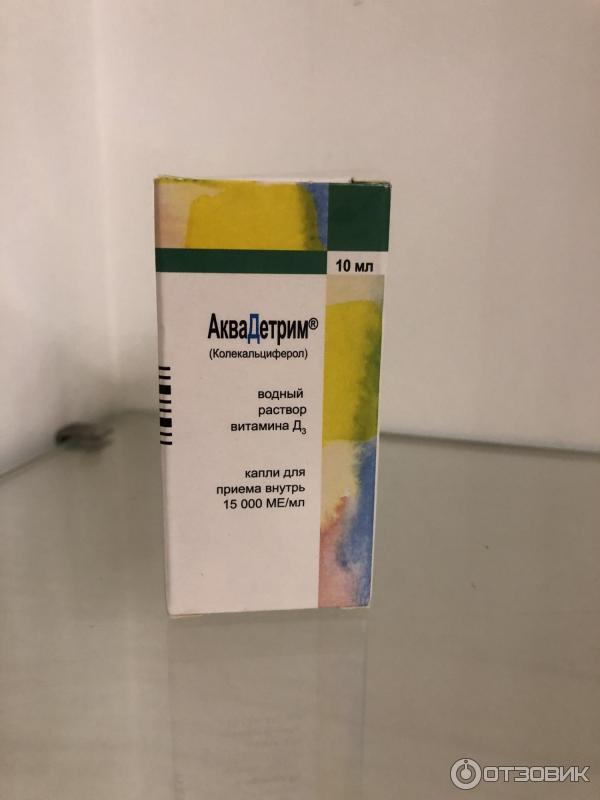 10 мл
АкваДетрим®
(Колекальциферол)
водный
раствор
витамина Д₃
капли для
приема внутрь
15 000 МЕ/мл
ОТЗОВИК